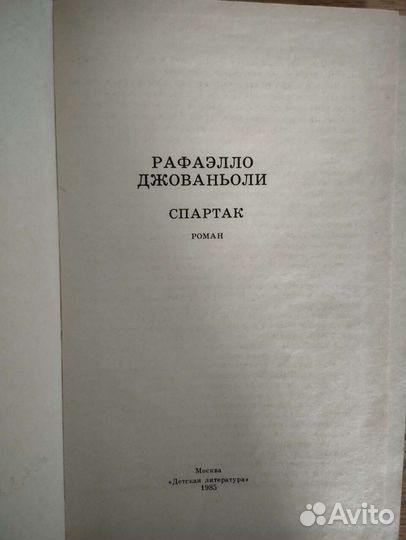 РАФАЭЛЛО
ДЖОВАНЬОЛИ
СПАРТАК
РОМАН
Москва
«Детская литература»
1985
Avito